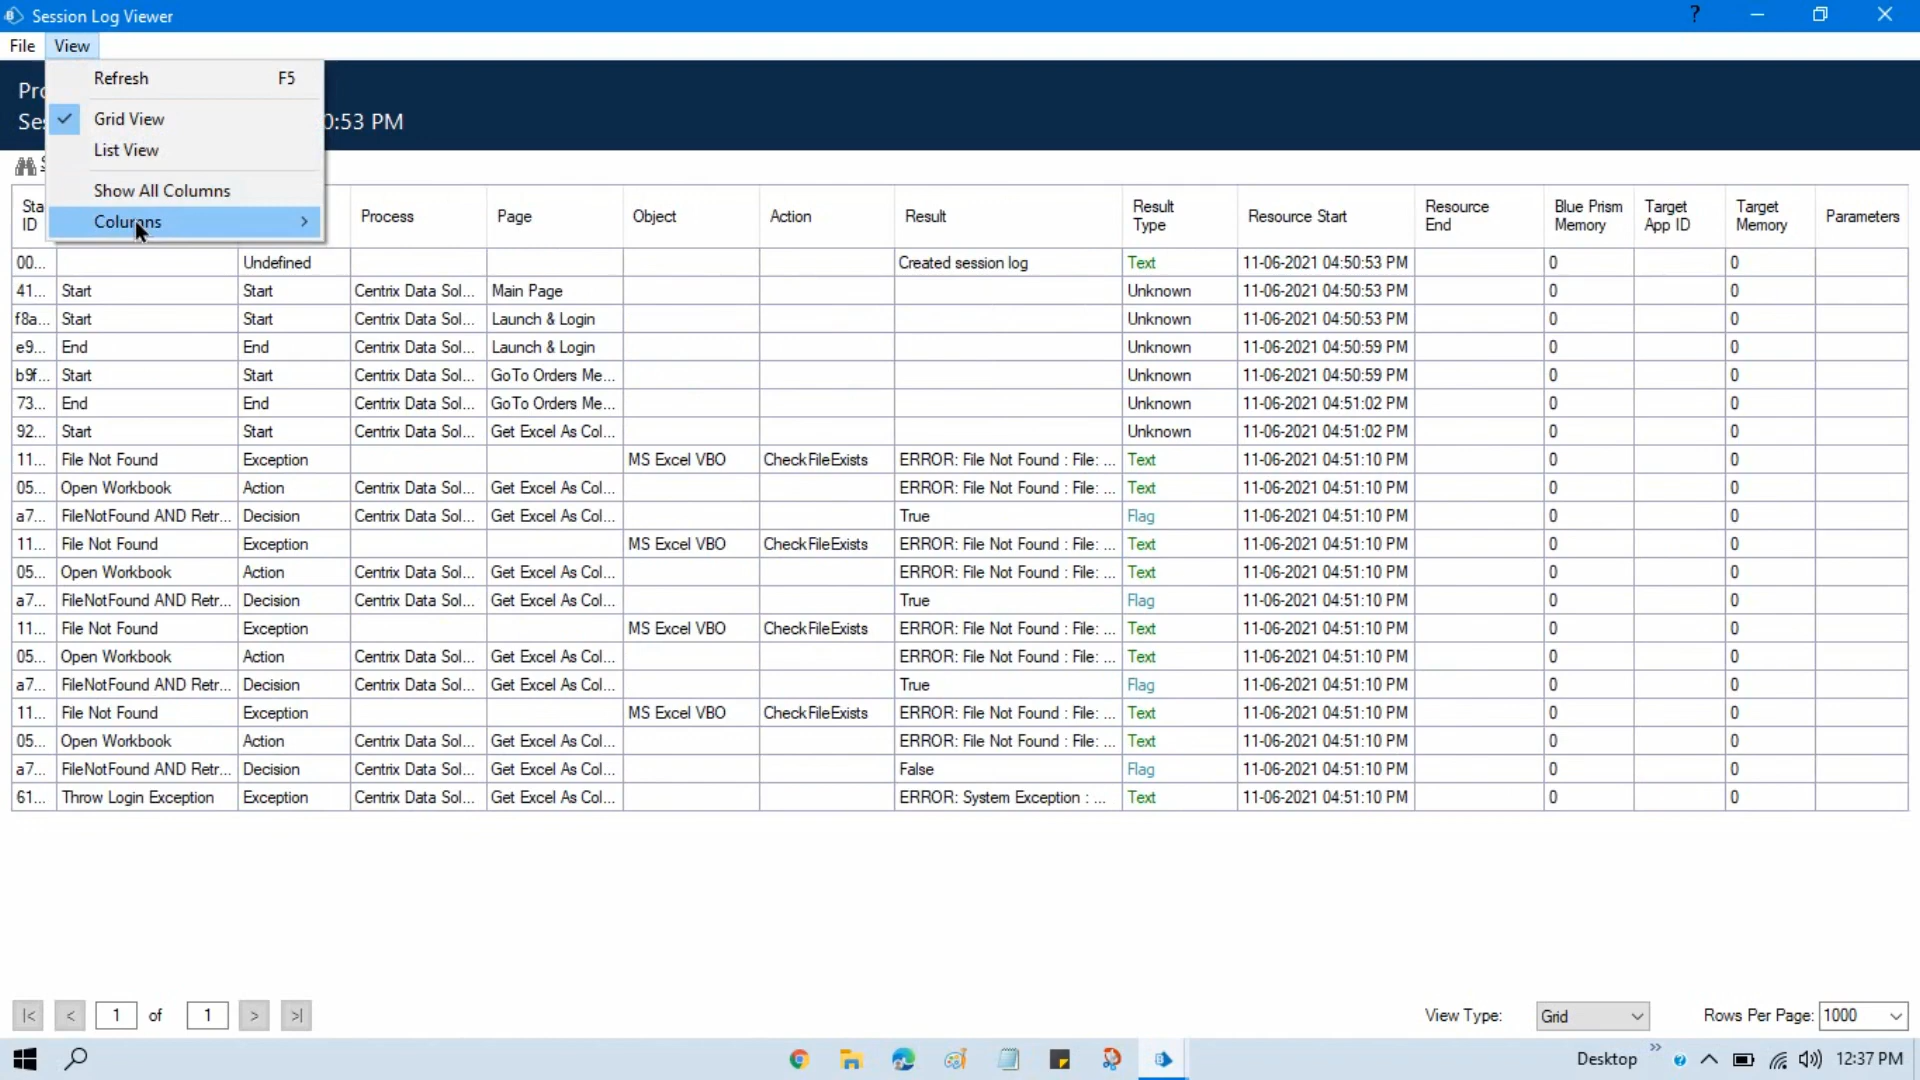 Session Log Viewer
?
File View
Refresh F5
Grid View
List View
Show All Columns
Columns
Pro
Ses 0:53 PM
S
Sta
ID Process Page Object Action Result Result
Type Resource Start Resource
End Blue Prism
Memory Target
App ID Target
Memory Parameters
00... Undefined Created session log Text 11-06-2021 04:50:53 PM 0 0
41... Start Start Centrix Data Sol... Main Page Unknown 11-06-2021 04:50:53 PM 0 0
f8a... Start Start Centrix Data Sol... Launch & Login Unknown 11-06-2021 04:50:53 PM 0 0
e9... End End Centrix Data Sol... Launch & Login Unknown 11-06-2021 04:50:59 PM 0 0
b9f... Start Start Centrix Data Sol... GoTo Orders Me... Unknown 11-06-2021 04:50:59 PM 0 0
73... End End Centrix Data Sol... GoTo Orders Me... Unknown 11-06-2021 04:51:02 PM 0 0
92... Start Start Centrix Data Sol... Get Excel As Col... Unknown 11-06-2021 04:51:02 PM 0 0
11... File Not Found Exception MS Excel VBO CheckFileExists ERROR: File Not Found : File: ... Text 11-06-2021 04:51:10 PM 0 0
05... Open Workbook Action Centrix Data Sol... Get Excel As Col... ERROR: File Not Found : File: ... Text 11-06-2021 04:51:10 PM 0 0
a7... FileNotFound AND Retr... Decision Centrix Data Sol... Get Excel As Col... True Flag 11-06-2021 04:51:10 PM 0 0
11... File Not Found Exception MS Excel VBO CheckFileExists ERROR: File Not Found : File: ... Text 11-06-2021 04:51:10 PM 0 0
05... Open Workbook Action Centrix Data Sol... Get Excel As Col... ERROR: File Not Found : File: ... Text 11-06-2021 04:51:10 PM 0 0
a7... FileNotFound AND Retr... Decision Centrix Data Sol... Get Excel As Col... True Flag 11-06-2021 04:51:10 PM 0 0
11... File Not Found Exception MS Excel VBO CheckFileExists ERROR: File Not Found : File: ... Text 11-06-2021 04:51:10 PM 0 0
05... Open Workbook Action Centrix Data Sol... Get Excel As Col... ERROR: File Not Found : File: ... Text 11-06-2021 04:51:10 PM 0 0
a7... FileNotFound AND Retr... Decision Centrix Data Sol... Get Excel As Col... True Flag 11-06-2021 04:51:10 PM 0 0
11... File Not Found Exception MS Excel VBO CheckFileExists ERROR: File Not Found : File: ... Text 11-06-2021 04:51:10 PM 0 0
05... Open Workbook Action Centrix Data Sol... Get Excel As Col... ERROR: File Not Found : File: ... Text 11-06-2021 04:51:10 PM 0 0
a7... FileNotFound AND Retr... Decision Centrix Data Sol... Get Excel As Col... False Flag 11-06-2021 04:51:10 PM 0 0
61... Throw Login Exception Exception Centrix Data Sol... Get Excel As Col... ERROR: System Exception : ... Text 11-06-2021 04:51:10 PM 0 0
|< < 1 of 1 > >| View Type: Grid Rows Per Page: 1000
Desktop 12:37 PM